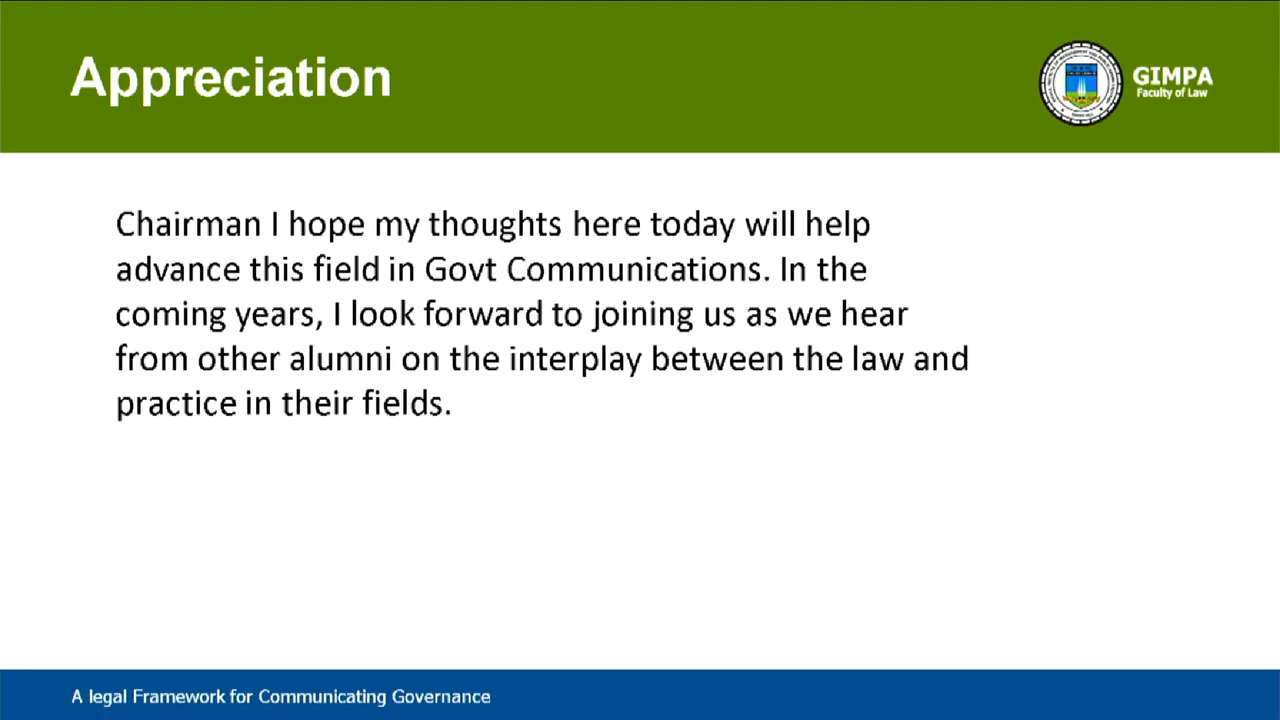 Appreciation
GIMPA
Faculty of Law
Chairman I hope my thoughts here today will help
advance this field in Govt Communications. In the
coming years, I look forward to joining us as we hear
from other alumni on the interplay between the law and
practice in their fields.
A legal Framework for Communicating Governance